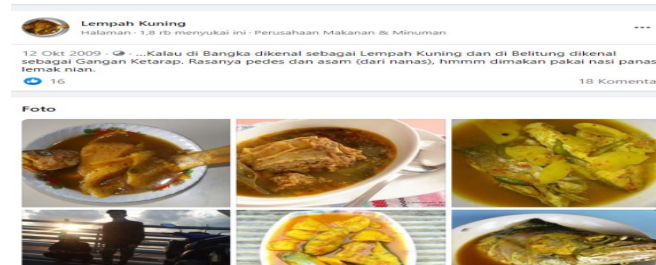 Lempah Kuning
Halaman · 1,8 rb menyukai ini · Perusahaan Makanan & Minuman
12 Okt 2009 · ...Kalau di Bangka dikenal sebagai Lempah Kuning dan di Belitung dikenal
sebagai Gangan Ketarap. Rasanya pedes dan asam (dari nanas), hmmm dimakan pakai nasi panas
lemak nian.
16
18 Komenta
Foto